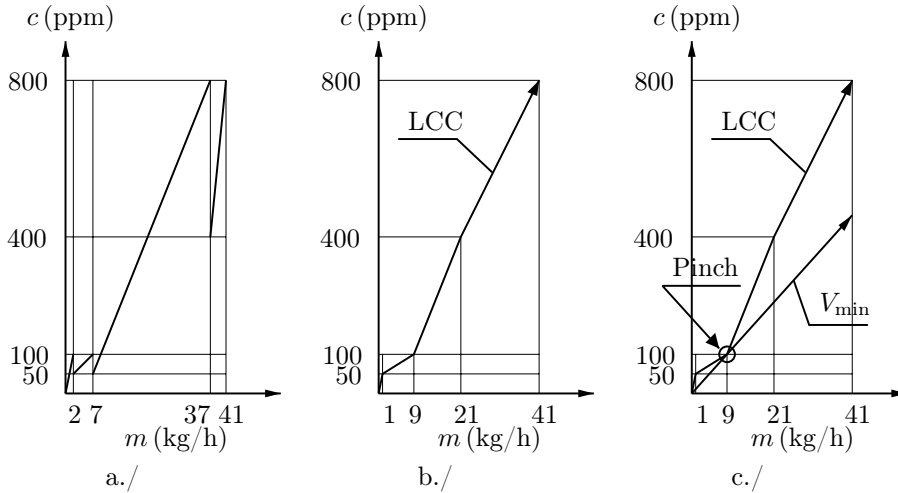 c (ppm)
800
400
100
50
2 7 37 41
m (kg/h)
a./
c (ppm)
800
LCC
400
100
50
1 9 21 41
m (kg/h)
b./
c (ppm)
800
LCC
400
Pinch
V_min
100
50
1 9 21 41
m (kg/h)
c./